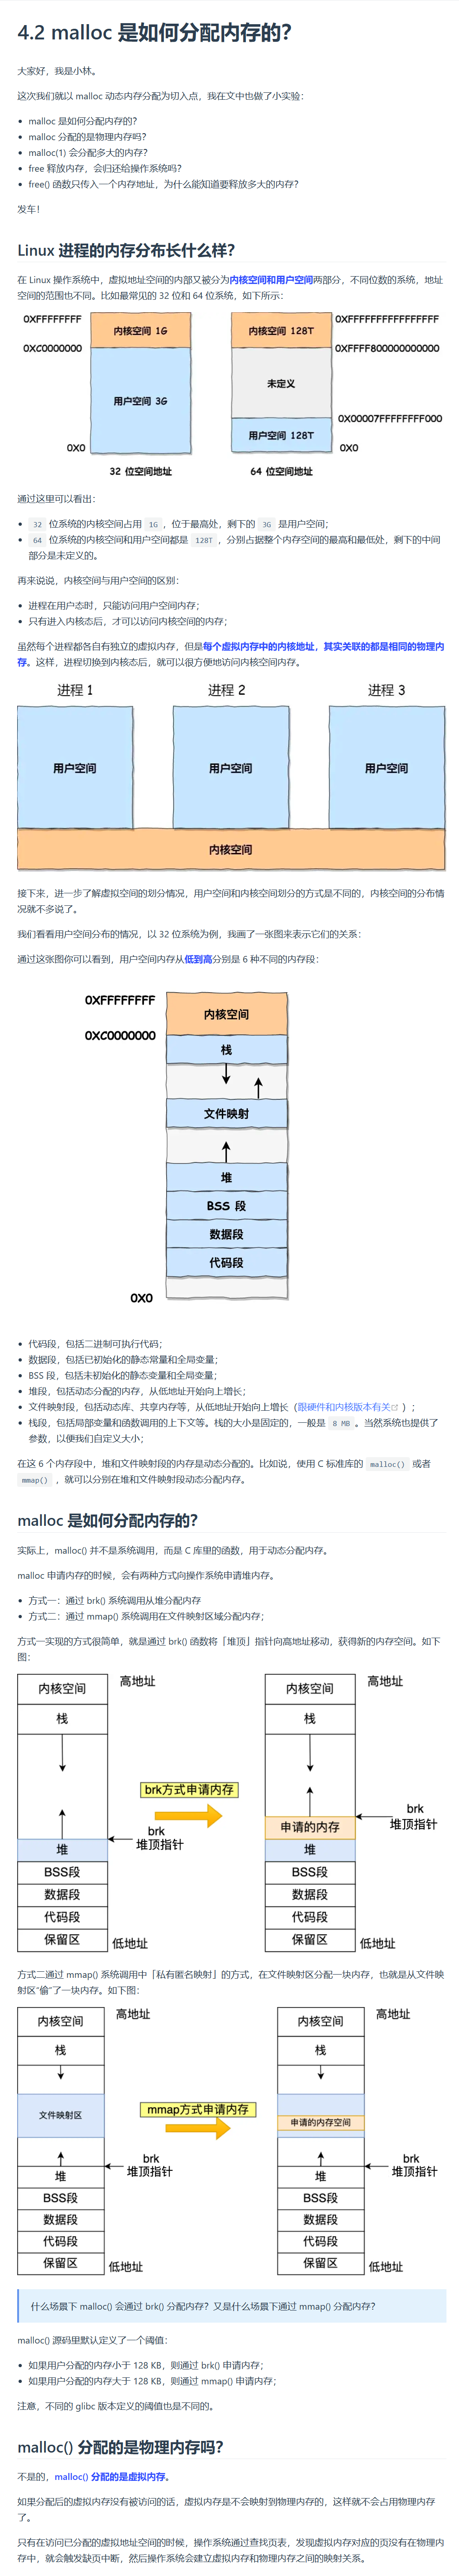 4.2 malloc 是如何分配内存的？
大家好，我是小林。
这次我们就以 malloc 动态内存分配为切入点，我在文中也做了小实验：
malloc 是如何分配内存的？
malloc 分配的是物理内存吗？
malloc(1) 会分配多大的内存？
free 释放内存，会归还给操作系统吗？
free() 函数只传入一个内存地址，为什么能知道要释放多大的内存？
发车！
Linux 进程的内存分布长什么样？
在 Linux 操作系统中，虚拟地址空间的内部又被分为内核空间和用户空间两部分，不同位数的系统，地址
空间的范围也不同。比如最常见的 32 位和 64 位系统，如下所示：
0XFFFFFFFF
内核空间 1G
0XC0000000
用户空间 3G
0X0
32 位空间地址
内核空间 128T
0XFFFFFFFFFFFFFFFF
0XFFFF800000000000
未定义
0X00007FFFFFFFF000
用户空间 128T
0X0
64 位空间地址
通过这里可以看出：
32 位系统的内核空间占用 1G，位于最高处，剩下的 3G 是用户空间；
64 位系统的内核空间和用户空间都是 128T，分别占据整个内存空间的最高和最低处，剩下的中间
部分是未定义的。
再来说说，内核空间与用户空间的区别：
进程在用户态时，只能访问用户空间内存；
只有进入内核态后，才可以访问内核空间的内存；
虽然每个进程都各自有独立的虚拟内存，但是每个虚拟内存中的内核地址，其实关联的都是相同的物理内
存。这样，进程切换到内核态后，就可以很方便地访问内核空间内存。
进程 1 进程 2 进程 3
用户空间 用户空间 用户空间
内核空间
接下来，进一步了解虚拟空间的划分情况，用户空间和内核空间划分的方式是不同的，内核空间的分布情
况就不多说了。
我们看看用户空间分布的情况，以 32 位系统为例，我画了一张图来表示它们的关系：
通过这张图你可以看到，用户空间内存从低到高分别是 6 种不同的内存段：
0XFFFFFFFF
内核空间
0XC0000000
栈
文件映射
堆
BSS 段
数据段
代码段
0X0
代码段，包括二进制可执行代码；
数据段，包括已初始化的静态常量和全局变量；
BSS 段，包括未初始化的静态变量和全局变量；
堆段，包括动态分配的内存，从低地址开始向上增长；
文件映射段，包括动态库、共享内存等，从低地址开始向上增长（跟硬件和内核版本有关 ）；
栈段，包括局部变量和函数调用的上下文等。栈的大小是固定的，一般是 8 MB。当然系统也提供了
参数，以便我们自定义大小；
在这 6 个内存段中，堆和文件映射段的内存是动态分配的。比如说，使用 C 标准库的 malloc() 或者
mmap() ，就可以分别在堆和文件映射段动态分配内存。
malloc 是如何分配内存的？
实际上，malloc() 并不是系统调用，而是 C 库里的函数，用于动态分配内存。
malloc 申请内存的时候，会有两种方式向操作系统申请堆内存。
方式一：通过 brk() 系统调用从堆分配内存
方式二：通过 mmap() 系统调用在文件映射区域分配内存；
方式一实现的方式很简单，就是通过 brk() 函数将「堆顶」指针向高地址移动，获得新的内存空间。如下
图：
内核空间 高地址
栈
brk
堆顶指针
堆
BSS段
数据段
代码段
保留区 低地址
brk方式申请内存
内核空间 高地址
栈
brk
堆顶指针
申请的内存
堆
BSS段
数据段
代码段
保留区 低地址
方式二通过 mmap() 系统调用中「私有匿名映射」的方式，在文件映射区分配一块内存，也就是从文件映
射区“偷”了一块内存。如下图：
内核空间 高地址
栈
文件映射区
brk
堆顶指针
堆
BSS段
数据段
代码段
保留区 低地址
mmap方式申请内存
内核空间 高地址
栈
申请的内存空间
brk
堆顶指针
堆
BSS段
数据段
代码段
保留区 低地址
什么场景下 malloc() 会通过 brk() 分配内存？又是什么场景下通过 mmap() 分配内存？
malloc() 源码里默认定义了一个阈值：
如果用户分配的内存小于 128 KB，则通过 brk() 申请内存；
如果用户分配的内存大于 128 KB，则通过 mmap() 申请内存；
注意，不同的 glibc 版本定义的阈值也是不同的。
malloc() 分配的是物理内存吗？
不是的，malloc() 分配的是虚拟内存。
如果分配后的虚拟内存没有被访问的话，虚拟内存是不会映射到物理内存的，这样就不会占用物理内存
了。
只有在访问已分配的虚拟地址空间的时候，操作系统通过查找页表，发现虚拟内存对应的页没有在物理内
存中，就会触发缺页中断，然后操作系统会建立虚拟内存和物理内存之间的映射关系。